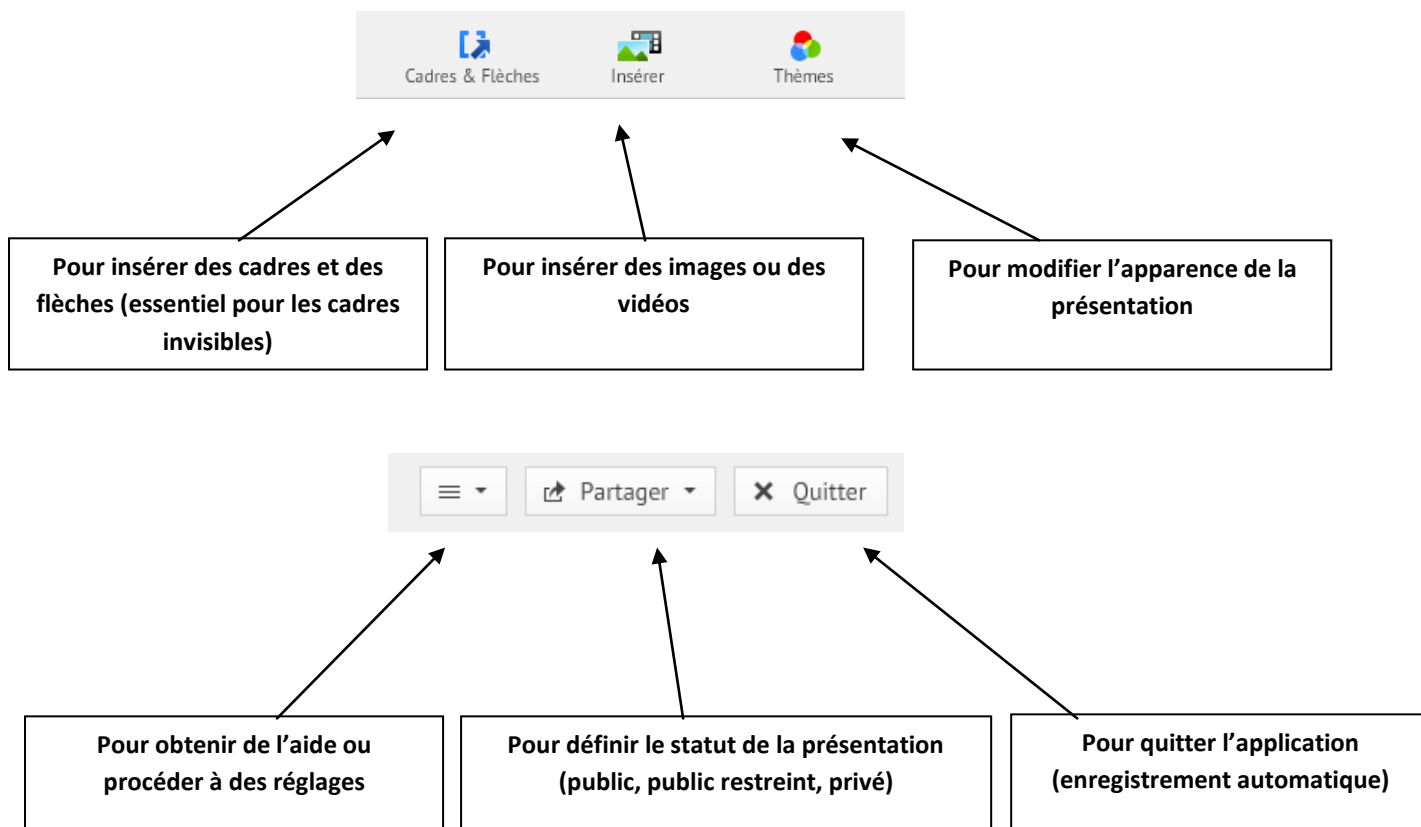 Cadres & Flèches
Insérer
Thèmes
Pour insérer des cadres et des
flèches (essentiel pour les cadres
invisibles)
Pour insérer des images ou des
vidéos
Pour modifier l’apparence de la
présentation
Partager
Quitter
Pour obtenir de l’aide ou
procéder à des réglages
Pour définir le statut de la présentation
(public, public restreint, privé)
Pour quitter l’application
(enregistrement automatique)